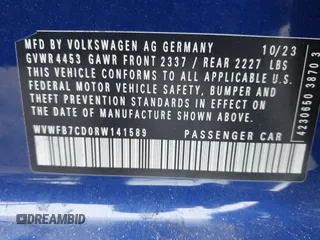 MFD BY VOLKSWAGEN AG GERMANY 10/23
GVWR 4453 GAWR FRONT 2337 / REAR 2227 LBS
THIS VEHICLE CONFORMS TO ALL APPLICABLE U.S.
FEDERAL MOTOR VEHICLE SAFETY, BUMPER AND
THEFT PREVENTION STANDARDS IN EFFECT ON
THE DATE OF MANUFACTURE SHOWN ABOVE.
WVWFB7CD0RW141589 PASSENGER CAR
4230650 3870 3
DREAMBID